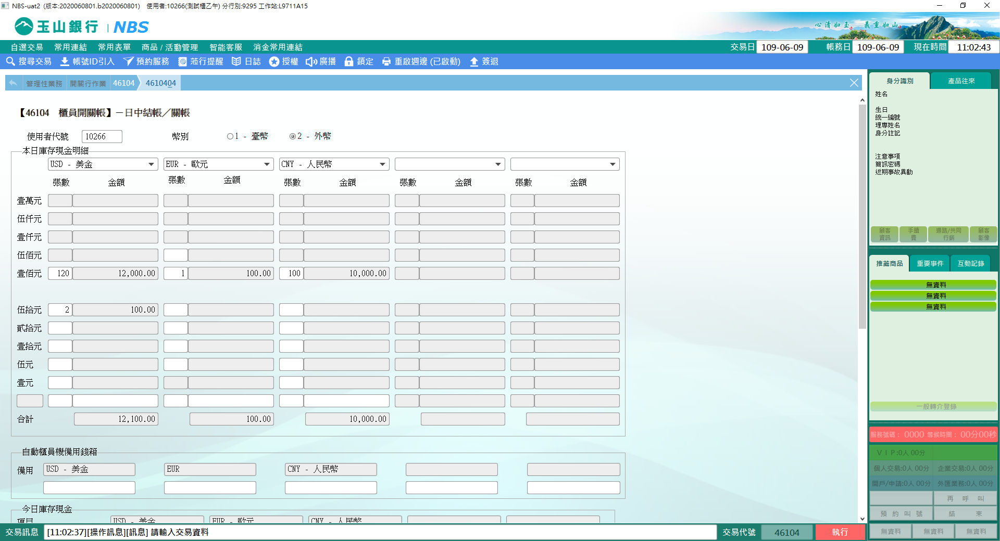 NBS-uat2 (版本:2020060801.b2020060801) 使用者:10266(測試櫃乙午) 分行別:9295 工作站:L9711A15
玉山銀行 | NBS
心清如玉。 義重如山。
自選交易 常用連結 常用表單 商品 / 活動管理 智能客服 消金常用連結 交易日 109-06-09 帳務日 109-06-09 現在時間 11:02:43
搜尋交易 帳號ID引入 預約服務 蒞行提醒 日誌 授權 廣播 鎖定 重啟週邊 (已啟動) 簽退
管理性業務 開關行作業 46104 4610404
【46104 櫃員開關帳】－日中結帳／關帳
使用者代號 10266 幣別 1 - 臺幣 2 - 外幣
本日庫存現金明細
USD - 美金 EUR - 歐元 CNY - 人民幣
張數 金額 張數 金額 張數 金額 張數 金額 張數 金額
壹萬元
伍仟元
壹仟元
伍佰元
壹佰元 120 12,000.00 1 100.00 100 10,000.00
伍拾元 2 100.00
貳拾元
壹拾元
伍元
壹元
合計 12,100.00 100.00 10,000.00
自動櫃員機備用錢箱
備用 USD - 美金 EUR CNY - 人民幣
今日庫存現金
項目 USD - 美金 EUR - 歐元 CNY - 人民幣
交易訊息 [11:02:37][操作訊息][訊息] 請輸入交易資料 交易代號 46104 執行
身分識別 產品往來
姓名
生日
統一編號
理專姓名
身分註記
注意事項
簡訊密碼
近期事故異動
顧客資訊 手續費 通路/共同行銷 顧客影像
推薦商品 重要事件 互動記錄
無資料
無資料
無資料
一般轉介登錄
服務號碼： 0000 等候時間： 00分00秒
ＶＩＰ:0人 00分
個人交易:0人 00分 企業交易:0人 00分
開戶/申請:0人 00分 外匯業務:0人 00分
再 呼 叫
預 約 叫 號 結 束
無資料 無資料 無資料